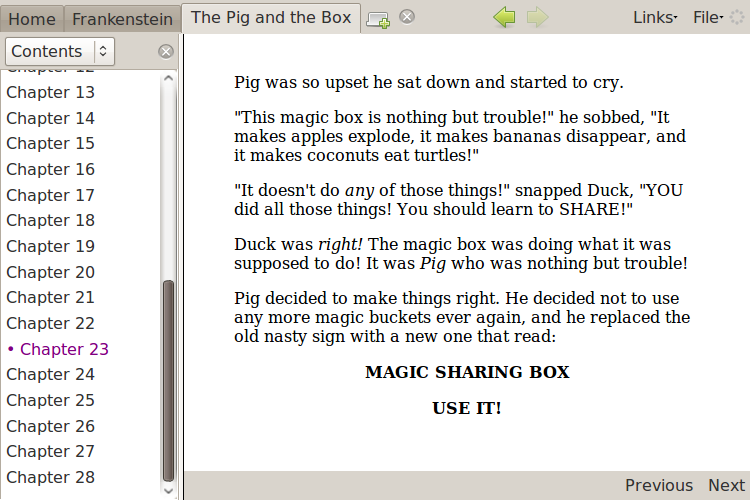 Home Frankenstein The Pig and the Box Links File
Contents
Chapter 12
Chapter 13
Chapter 14
Chapter 15
Chapter 16
Chapter 17
Chapter 18
Chapter 19
Chapter 20
Chapter 21
Chapter 22
• Chapter 23
Chapter 24
Chapter 25
Chapter 26
Chapter 27
Chapter 28
Pig was so upset he sat down and started to cry.
"This magic box is nothing but trouble!" he sobbed, "It
makes apples explode, it makes bananas disappear, and
it makes coconuts eat turtles!"
"It doesn't do any of those things!" snapped Duck, "YOU
did all those things! You should learn to SHARE!"
Duck was right! The magic box was doing what it was
supposed to do! It was Pig who was nothing but trouble!
Pig decided to make things right. He decided not to use
any more magic buckets ever again, and he replaced the
old nasty sign with a new one that read:
MAGIC SHARING BOX
USE IT!
Previous Next